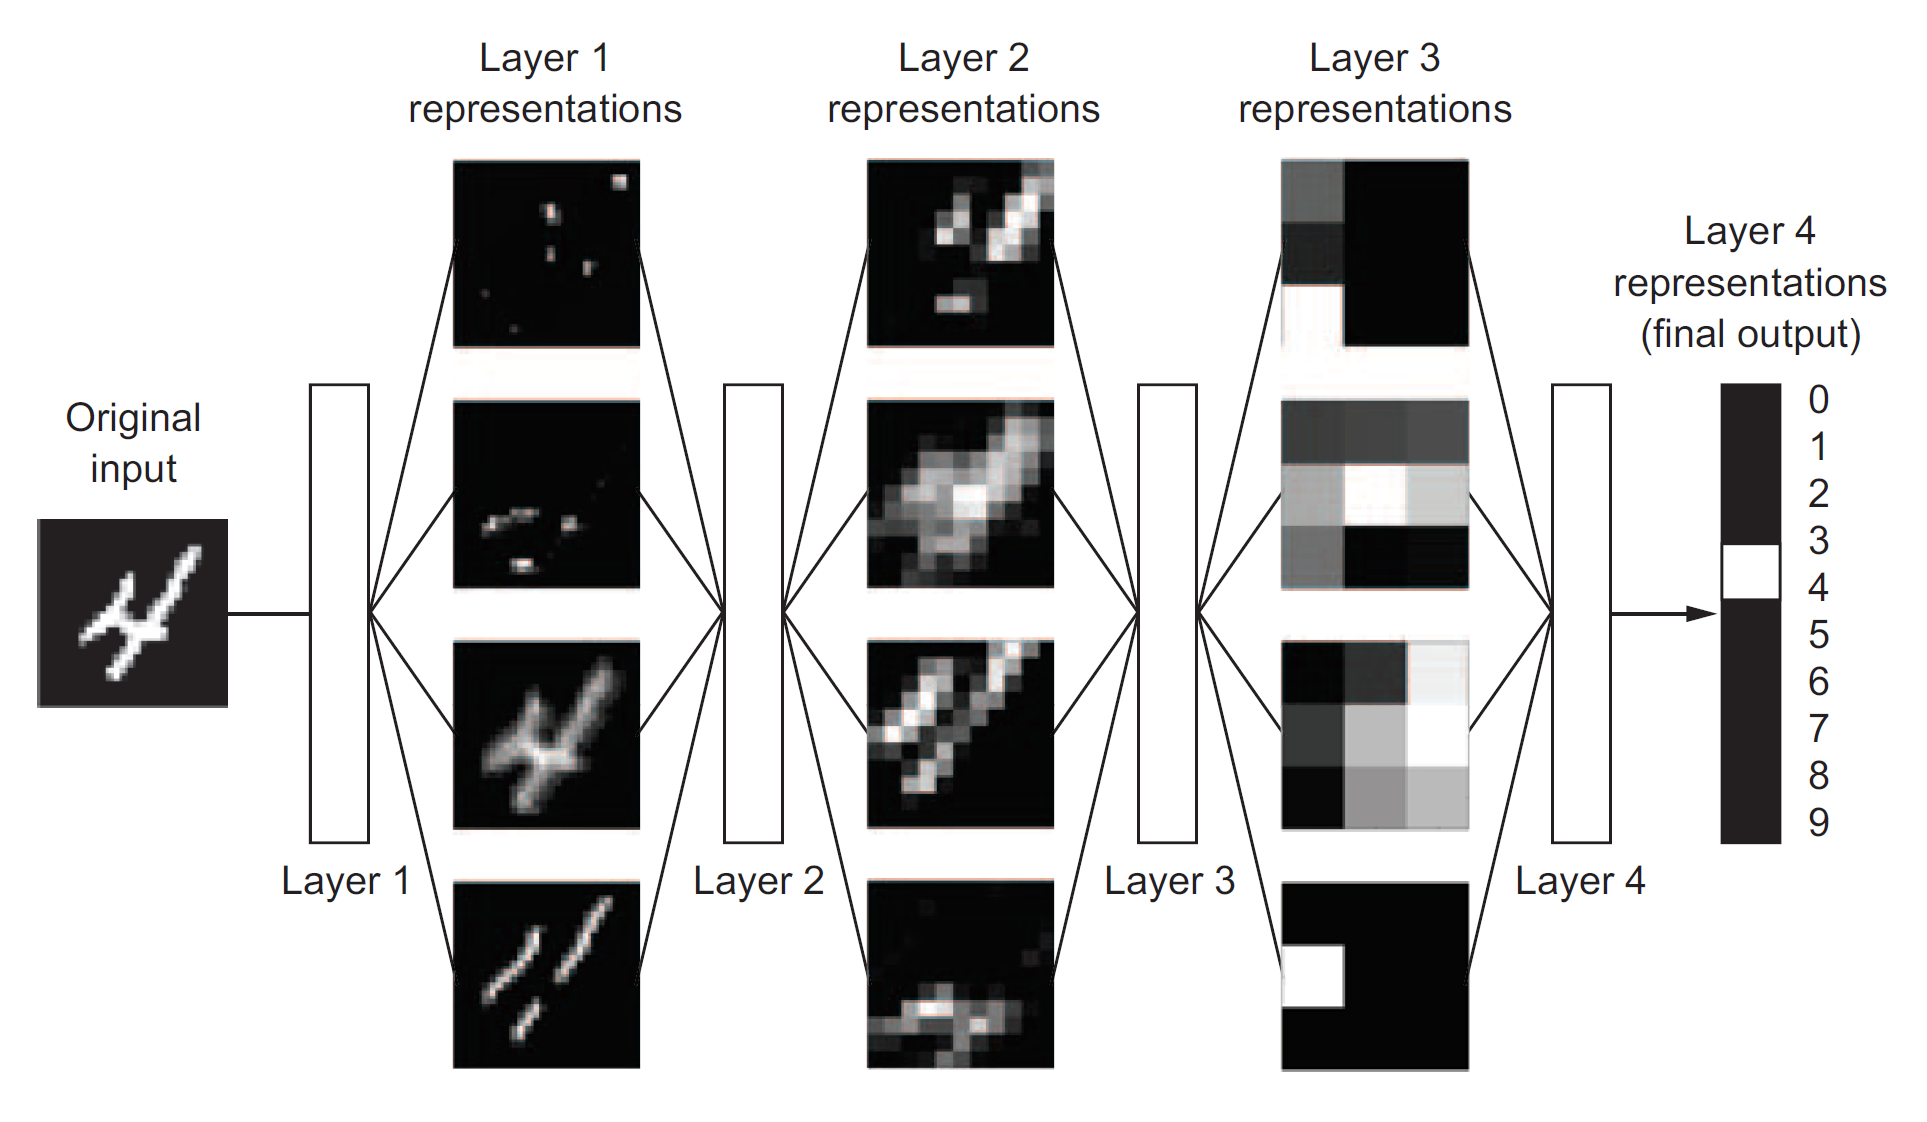 Layer 1
representations
Layer 2
representations
Layer 3
representations
Layer 4
representations
(final output)
Original
input
0
1
2
3
4
5
6
7
8
9
Layer 1
Layer 2
Layer 3
Layer 4